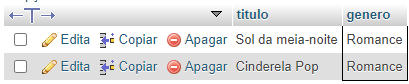 titulo genero
Edita Copiar Apagar Sol da meia-noite Romance
Edita Copiar Apagar Cinderela Pop Romance